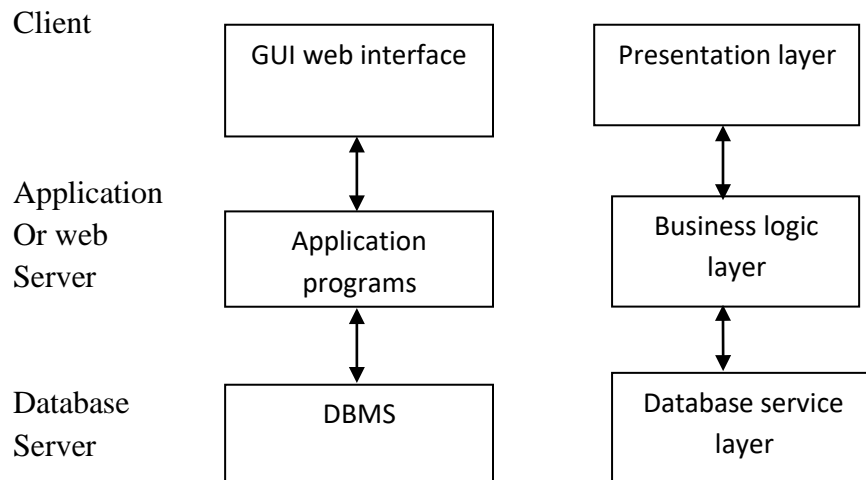 Client
GUI web interface
Presentation layer
Application
Or web
Server
Application
programs
Business logic
layer
Database
Server
DBMS
Database service
layer